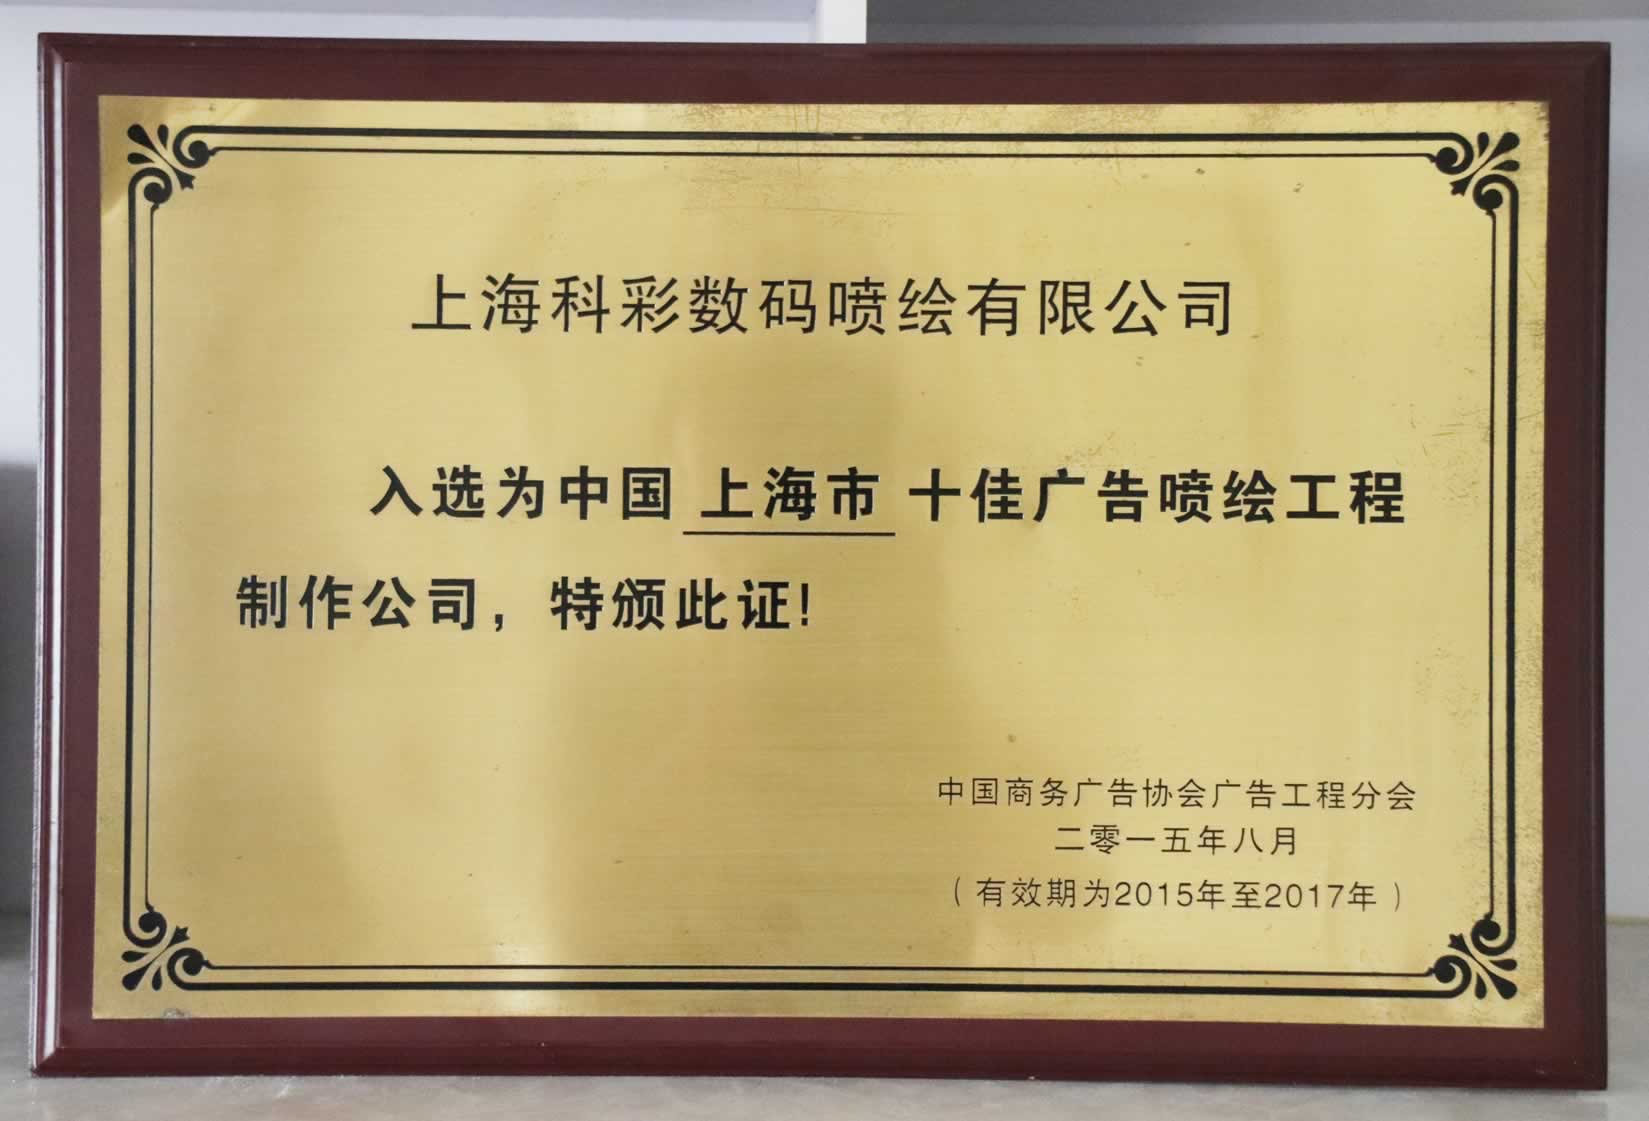 上海科彩数码喷绘有限公司
入选为中国 上海市 十佳广告喷绘工程
制作公司，特颁此证!
中国商务广告协会广告工程分会
二零一五年八月
（有效期为2015年至2017年）